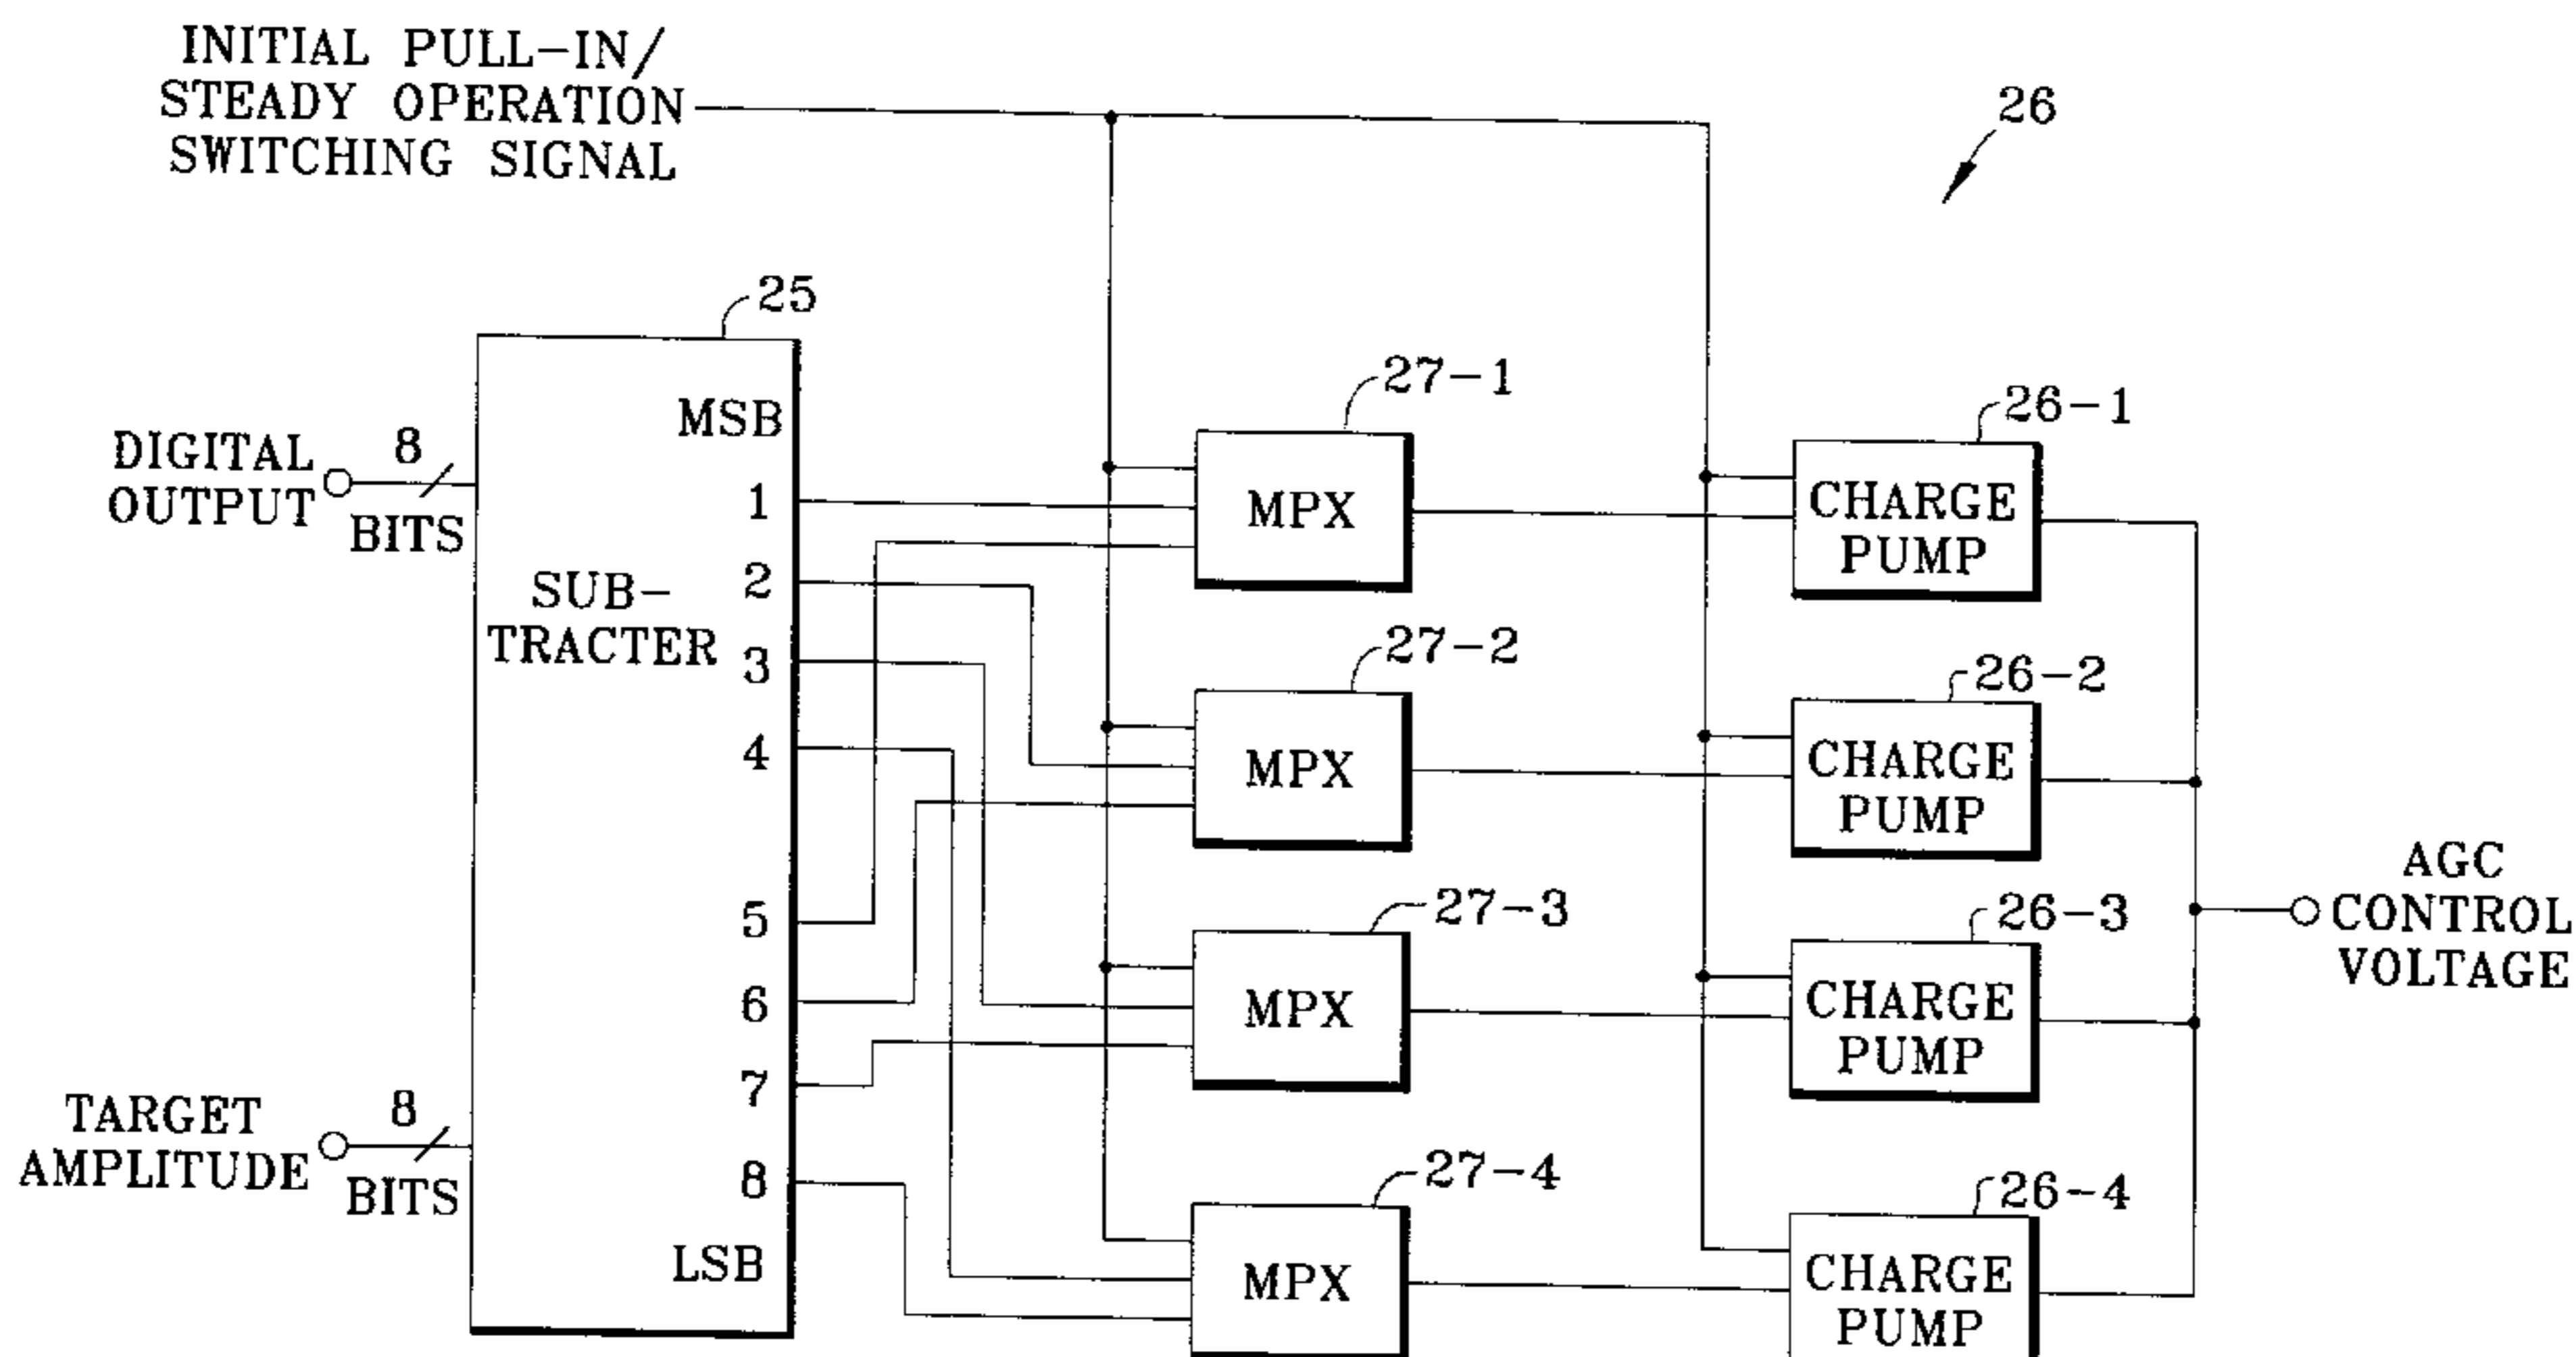 INITIAL PULL-IN/
STEADY OPERATION
SWITCHING SIGNAL
26
25
MSB
27-1
26-1
DIGITAL
OUTPUT
8
BITS
1
MPX
CHARGE
PUMP
SUB-
TRACTER
2
3
4
27-2
26-2
MPX
CHARGE
PUMP
AGC
CONTROL
VOLTAGE
5
6
7
27-3
26-3
MPX
CHARGE
PUMP
TARGET
AMPLITUDE
8
BITS
8
LSB
27-4
26-4
MPX
CHARGE
PUMP